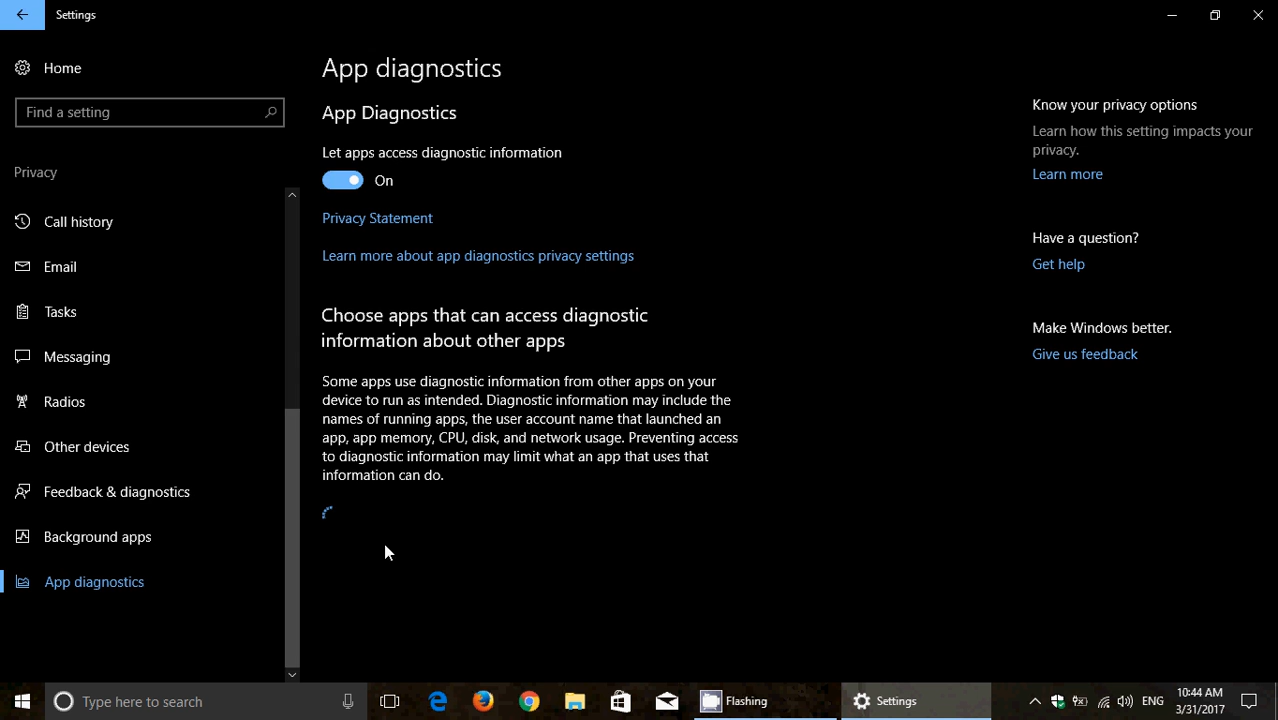 Settings
Home
Find a setting
Privacy
Call history
Email
Tasks
Messaging
Radios
Other devices
Feedback & diagnostics
Background apps
App diagnostics
App diagnostics
App Diagnostics
Let apps access diagnostic information
On
Privacy Statement
Learn more about app diagnostics privacy settings
Choose apps that can access diagnostic
information about other apps
Some apps use diagnostic information from other apps on your
device to run as intended. Diagnostic information may include the
names of running apps, the user account name that launched an
app, app memory, CPU, disk, and network usage. Preventing access
to diagnostic information may limit what an app that uses that
information can do.
Know your privacy options
Learn how this setting impacts your
privacy.
Learn more
Have a question?
Get help
Make Windows better.
Give us feedback
Type here to search
Flashing
Settings
ENG
10:44 AM
3/31/2017